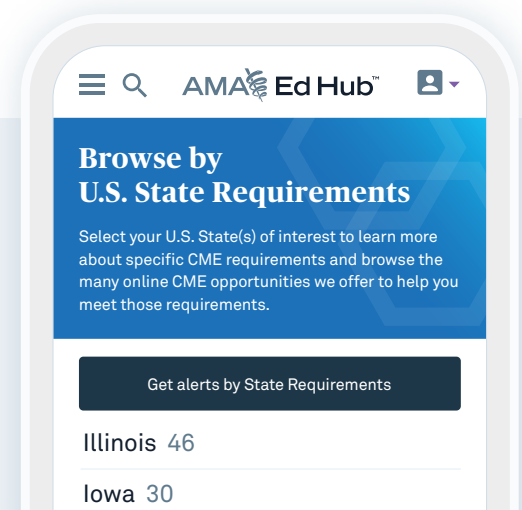 AMA Ed Hub™
Browse by
U.S. State Requirements
Select your U.S. State(s) of interest to learn more
about specific CME requirements and browse the
many online CME opportunities we offer to help you
meet those requirements.
Get alerts by State Requirements
Illinois 46
Iowa 30